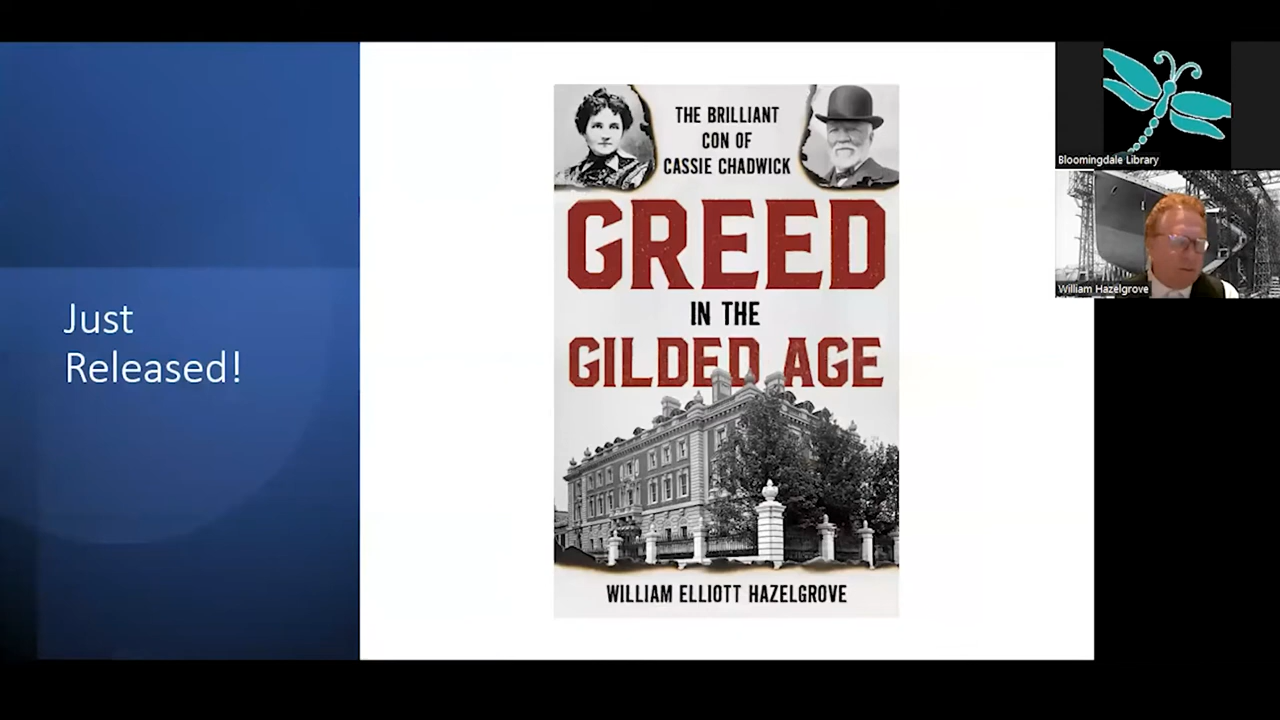 Just
Released!
THE BRILLIANT
CON OF
CASSIE CHADWICK
GREED
IN THE
GILDED AGE
WILLIAM ELLIOTT HAZELGROVE
Bloomingdale Library
William Hazelgrove